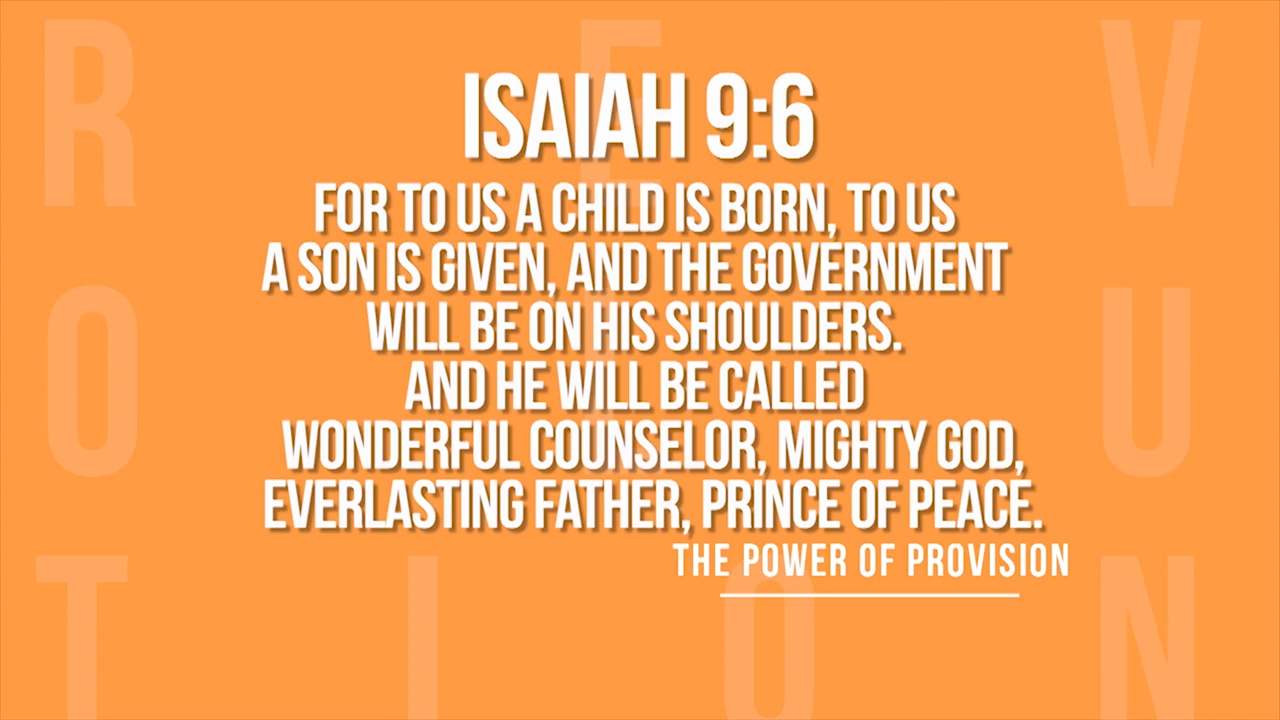 R E V
ISAIAH 9:6
FOR TO US A CHILD IS BORN, TO US
A SON IS GIVEN, AND THE GOVERNMENT
WILL BE ON HIS SHOULDERS.
AND HE WILL BE CALLED
WONDERFUL COUNSELOR, MIGHTY GOD,
EVERLASTING FATHER, PRINCE OF PEACE.
THE POWER OF PROVISION
O L U
T I O N